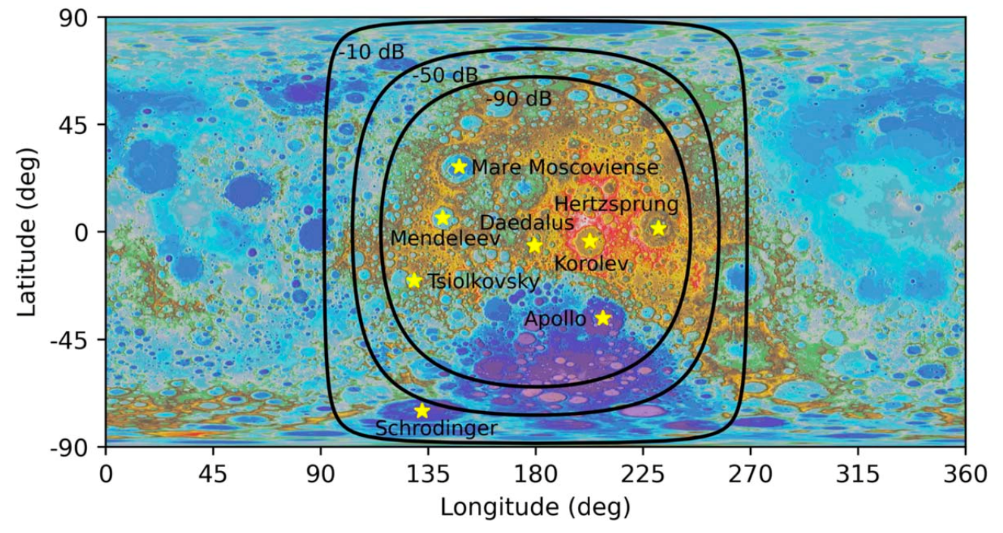 90
45
0
-45
-90
Latitude (deg)
-10 dB
-50 dB
-90 dB
Mare Moscoviense
Hertzsprung
Daedalus
Mendeleev
Korolev
Tsiolkovsky
Apollo
Schrodinger
0 45 90 135 180 225 270 315 360
Longitude (deg)